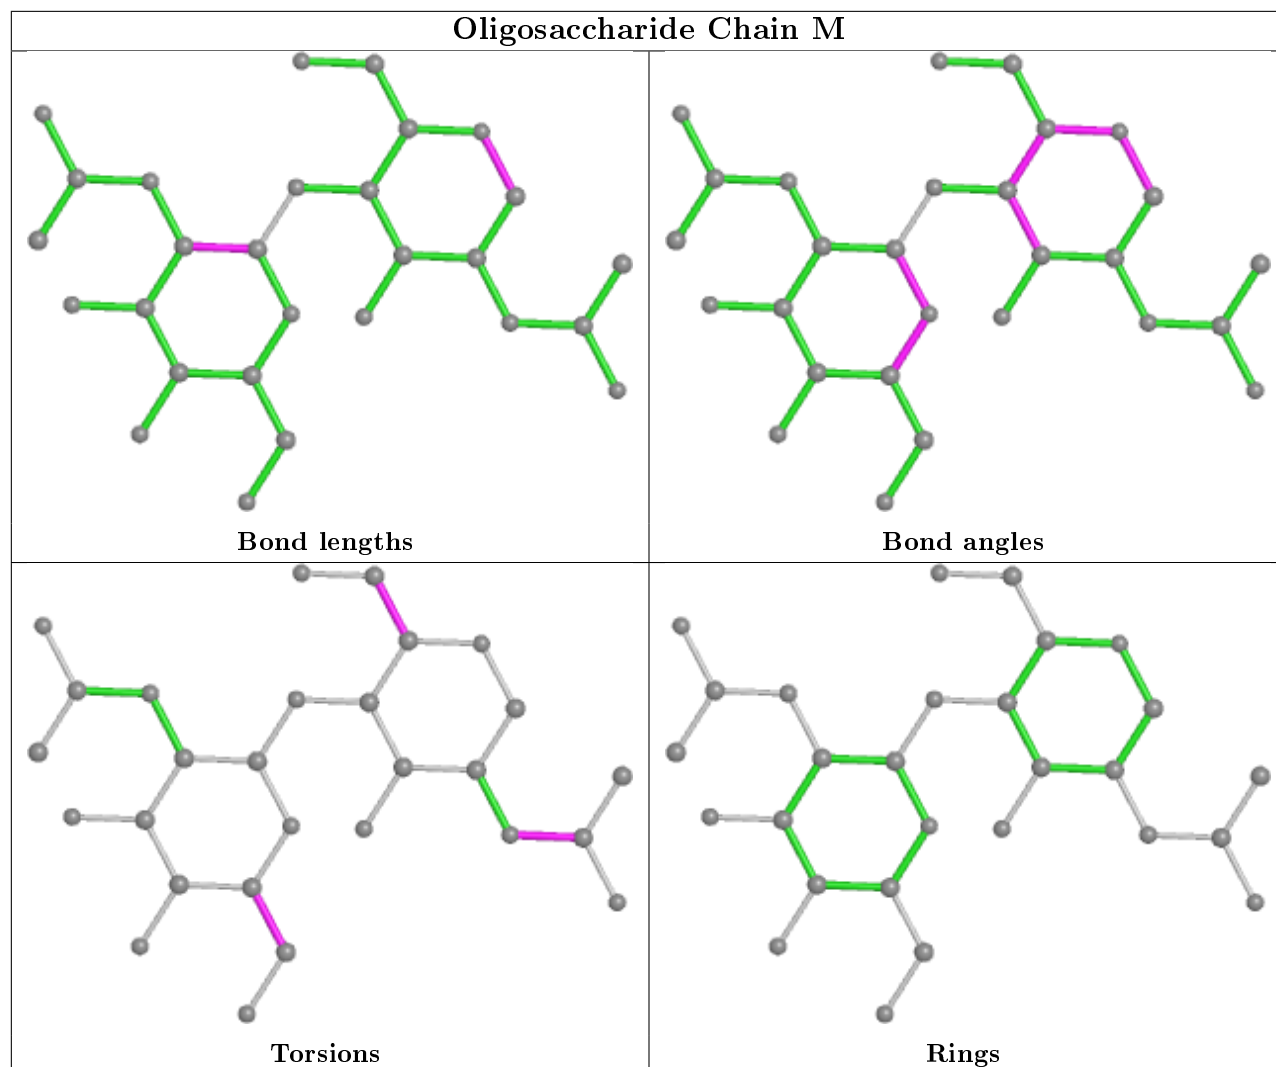 Oligosaccharide Chain M
Bond lengths
Bond angles
Torsions
Rings